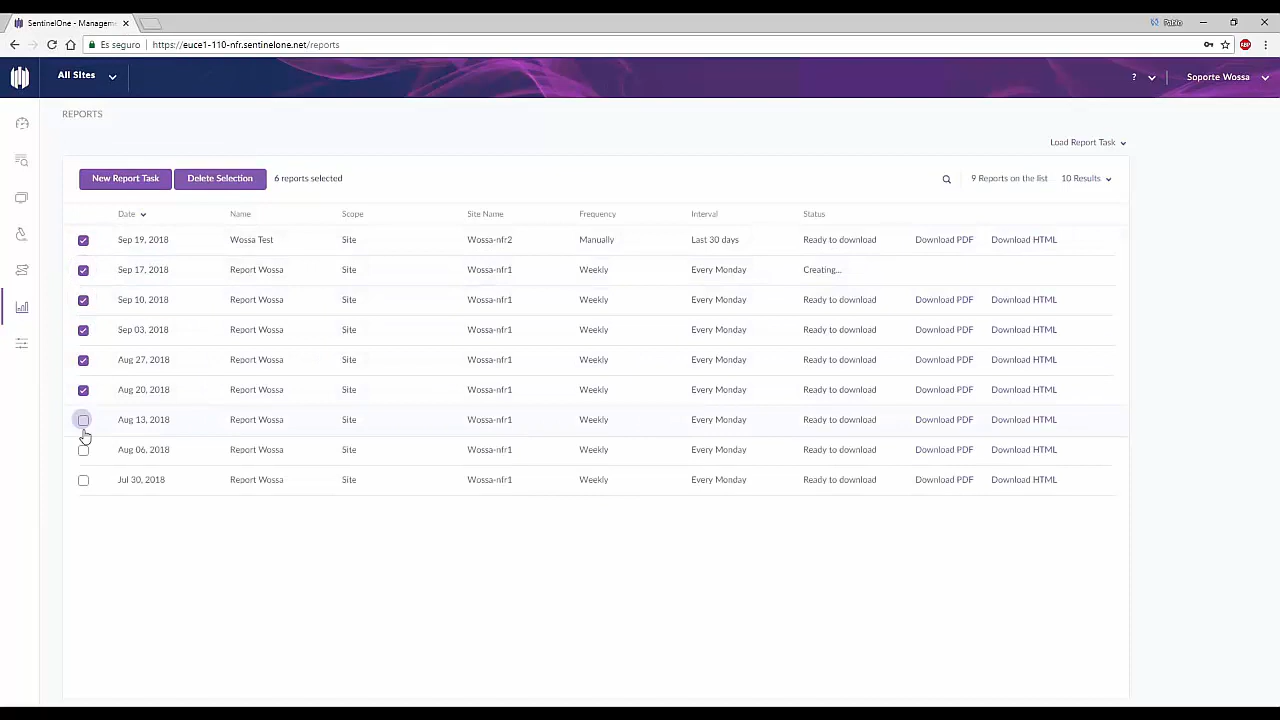 SentinelOne - Managem
Pablo
Es seguro https://euce1-110-nfr.sentinelone.net/reports
ABP
All Sites
? Soporte Wossa
REPORTS
Load Report Task
New Report Task Delete Selection 6 reports selected 9 Reports on the list 10 Results
Date Name Scope Site Name Frequency Interval Status
Sep 19, 2018 Wossa Test Site Wossa-nfr2 Manually Last 30 days Ready to download Download PDF Download HTML
Sep 17, 2018 Report Wossa Site Wossa-nfr1 Weekly Every Monday Creating...
Sep 10, 2018 Report Wossa Site Wossa-nfr1 Weekly Every Monday Ready to download Download PDF Download HTML
Sep 03, 2018 Report Wossa Site Wossa-nfr1 Weekly Every Monday Ready to download Download PDF Download HTML
Aug 27, 2018 Report Wossa Site Wossa-nfr1 Weekly Every Monday Ready to download Download PDF Download HTML
Aug 20, 2018 Report Wossa Site Wossa-nfr1 Weekly Every Monday Ready to download Download PDF Download HTML
Aug 13, 2018 Report Wossa Site Wossa-nfr1 Weekly Every Monday Ready to download Download PDF Download HTML
Aug 06, 2018 Report Wossa Site Wossa-nfr1 Weekly Every Monday Ready to download Download PDF Download HTML
Jul 30, 2018 Report Wossa Site Wossa-nfr1 Weekly Every Monday Ready to download Download PDF Download HTML